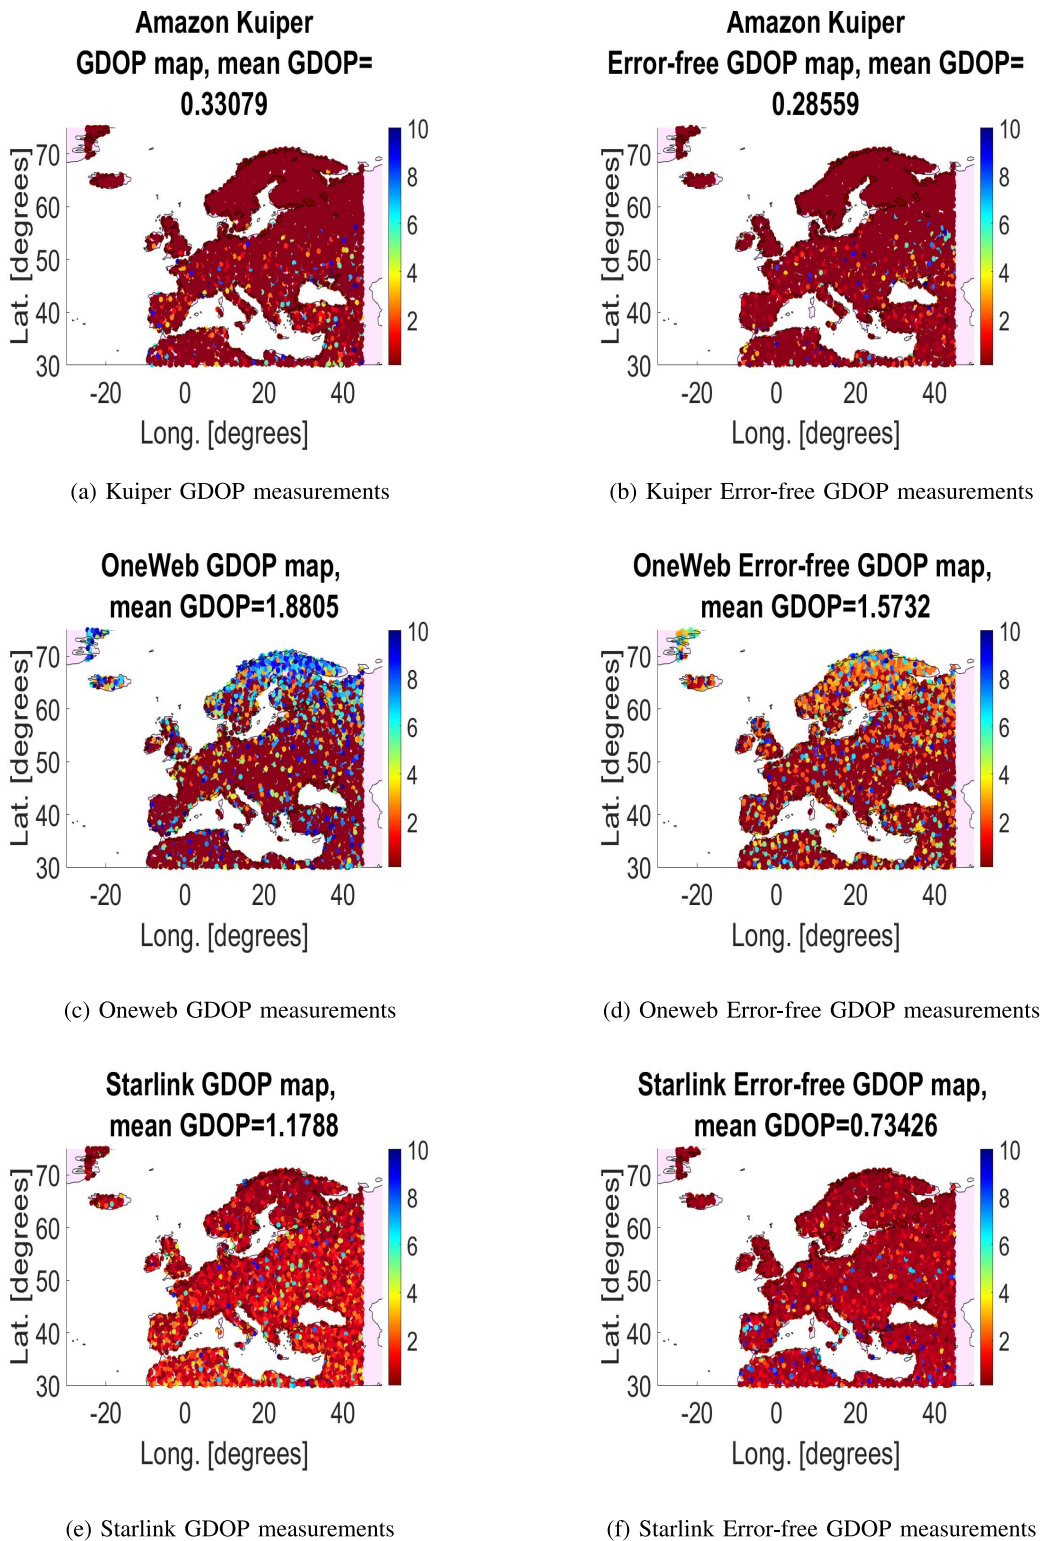 Amazon Kuiper
GDOP map, mean GDOP=
0.33079
Lat. [degrees]
70
60
50
40
30
-20
0
20
40
Long. [degrees]
10
8
6
4
2
(a) Kuiper GDOP measurements
Amazon Kuiper
Error-free GDOP map, mean GDOP=
0.28559
Lat. [degrees]
70
60
50
40
30
-20
0
20
40
Long. [degrees]
10
8
6
4
2
(b) Kuiper Error-free GDOP measurements
OneWeb GDOP map,
mean GDOP=1.8805
Lat. [degrees]
70
60
50
40
30
-20
0
20
40
Long. [degrees]
10
8
6
4
2
(c) Oneweb GDOP measurements
OneWeb Error-free GDOP map,
mean GDOP=1.5732
Lat. [degrees]
70
60
50
40
30
-20
0
20
40
Long. [degrees]
10
8
6
4
2
(d) Oneweb Error-free GDOP measurements
Starlink GDOP map,
mean GDOP=1.1788
Lat. [degrees]
70
60
50
40
30
-20
0
20
40
Long. [degrees]
10
8
6
4
2
(e) Starlink GDOP measurements
Starlink Error-free GDOP map,
mean GDOP=0.73426
Lat. [degrees]
70
60
50
40
30
-20
0
20
40
Long. [degrees]
10
8
6
4
2
(f) Starlink Error-free GDOP measurements